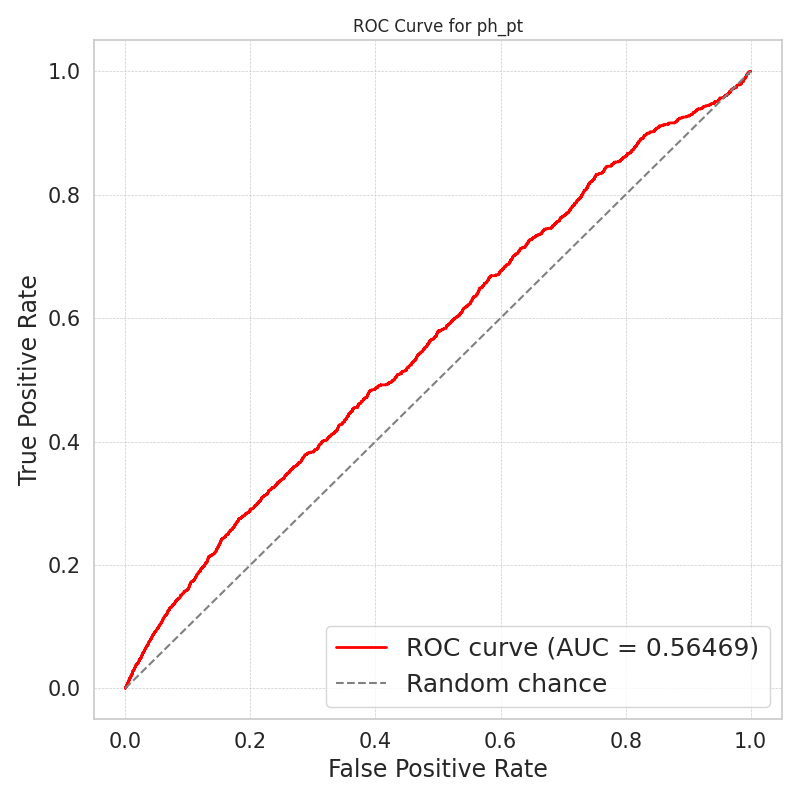 ROC Curve for ph_pt
True Positive Rate
1.0
0.8
0.6
0.4
0.2
0.0
ROC curve (AUC = 0.56469)
Random chance
0.0 0.2 0.4 0.6 0.8 1.0
False Positive Rate